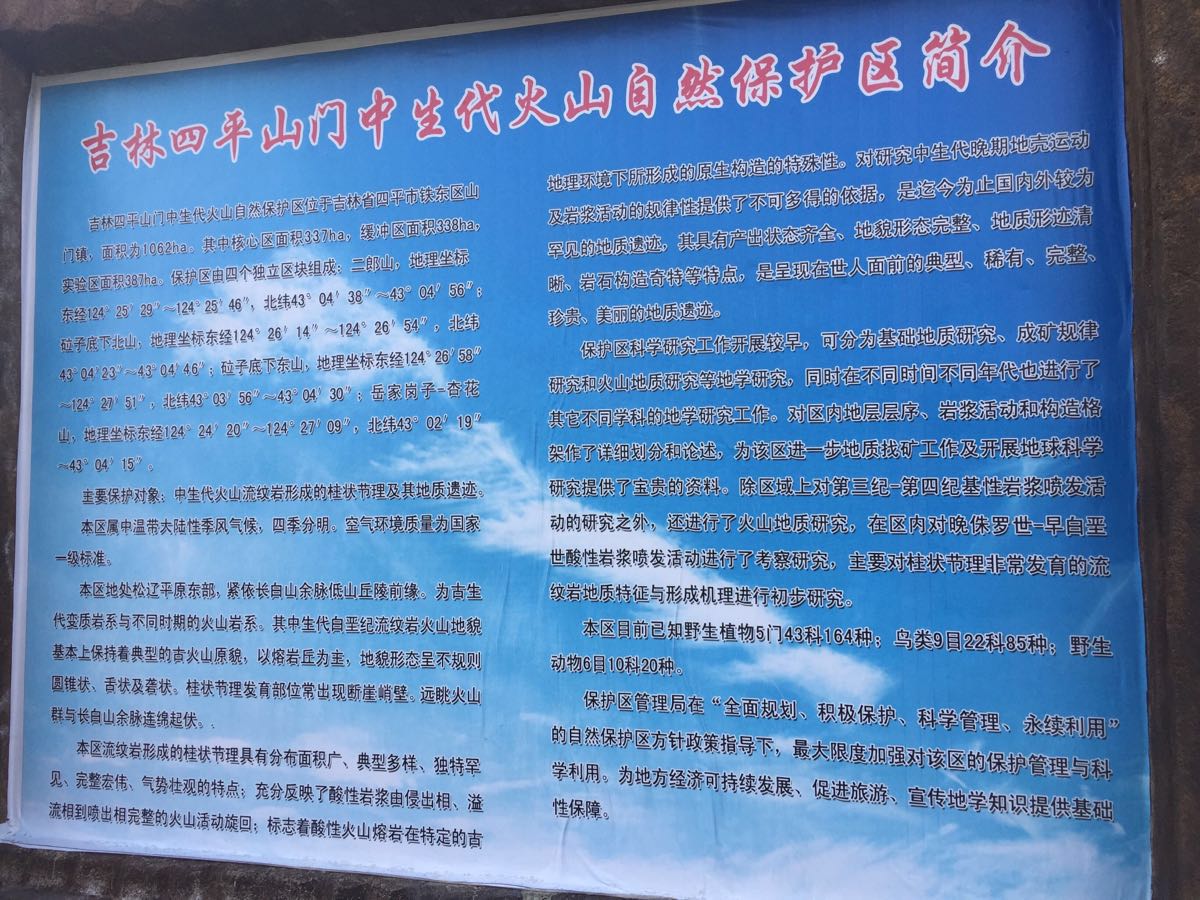 吉林四平山门中生代火山自然保护区简介
吉林四平山门中生代火山自然保护区位于吉林省四平市铁东区山
门镇，面积为1062ha。其中核心区面积337ha，缓冲区面积338ha，
实验区面积387ha。保护区由四个独立区块组成：二郎山，地理坐标
东经124°25′29″～124°25′46″，北纬43°04′38″～43°04′56″；
砬子底下北山，地理坐标东经124°26′14″～124°26′54″，北纬
43°04′23″～43°04′46″；砬子底下东山，地理坐标东经124°26′58″
～124°27′51″，北纬43°03′56″～43°04′30″；岳家岗子-杏花
山，地理坐标东经124°24′20″～124°27′09″，北纬43°02′19″
～43°04′15″。
主要保护对象：中生代火山流纹岩形成的柱状节理及其地质遗迹。
本区属中温带大陆性季风气候，四季分明。空气环境质量为国家
一级标准。
本区地处松辽平原东部，紧依长白山余脉低山丘陵前缘。为古生
代变质岩系与不同时期的火山岩系。其中生代白垩纪流纹岩火山地貌
基本上保持着典型的古火山原貌，以熔岩丘为主，地貌形态呈不规则
圆锥状、舌状及砻状。柱状节理发育部位常出现断崖峭壁。远眺火山
群与长白山余脉连绵起伏。.
本区流纹岩形成的柱状节理具有分布面积广、典型多样、独特罕
见、完整宏伟、气势壮观的特点；充分反映了酸性岩浆由侵出相、溢
流相到喷出相完整的火山活动旋回；标志着酸性火山熔岩在特定的古
地理环境下所形成的原生构造的特殊性。对研究中生代晚期地壳运动
及岩浆活动的规律性提供了不可多得的依据，是迄今为止国内外较为
罕见的地质遗迹，其具有产出状态齐全、地貌形态完整、地质形迹清
晰、岩石构造奇特等特点，是呈现在世人面前的典型、稀有、完整、
珍贵、美丽的地质遗迹。
保护区科学研究工作开展较早，可分为基础地质研究、成矿规律
研究和火山地质研究等地学研究，同时在不同时间不同年代也进行了
其它不同学科的地学研究工作。对区内地层层序、岩浆活动和构造格
架作了详细划分和论述，为该区进一步地质找矿工作及开展地球科学
研究提供了宝贵的资料。除区域上对第三纪-第四纪基性岩浆喷发活
动的研究之外，还进行了火山地质研究，在区内对晚侏罗世-早白垩
世酸性岩浆喷发活动进行了考察研究，主要对柱状节理非常发育的流
纹岩地质特征与形成机理进行初步研究。
本区目前已知野生植物5门43科164种；鸟类9目22科85种；野生
动物6目10科20种。
保护区管理局在“全面规划、积极保护、科学管理、永续利用”
的自然保护区方针政策指导下，最大限度加强对该区的保护管理与科
学利用。为地方经济可持续发展、促进旅游、宣传地学知识提供基础
性保障。